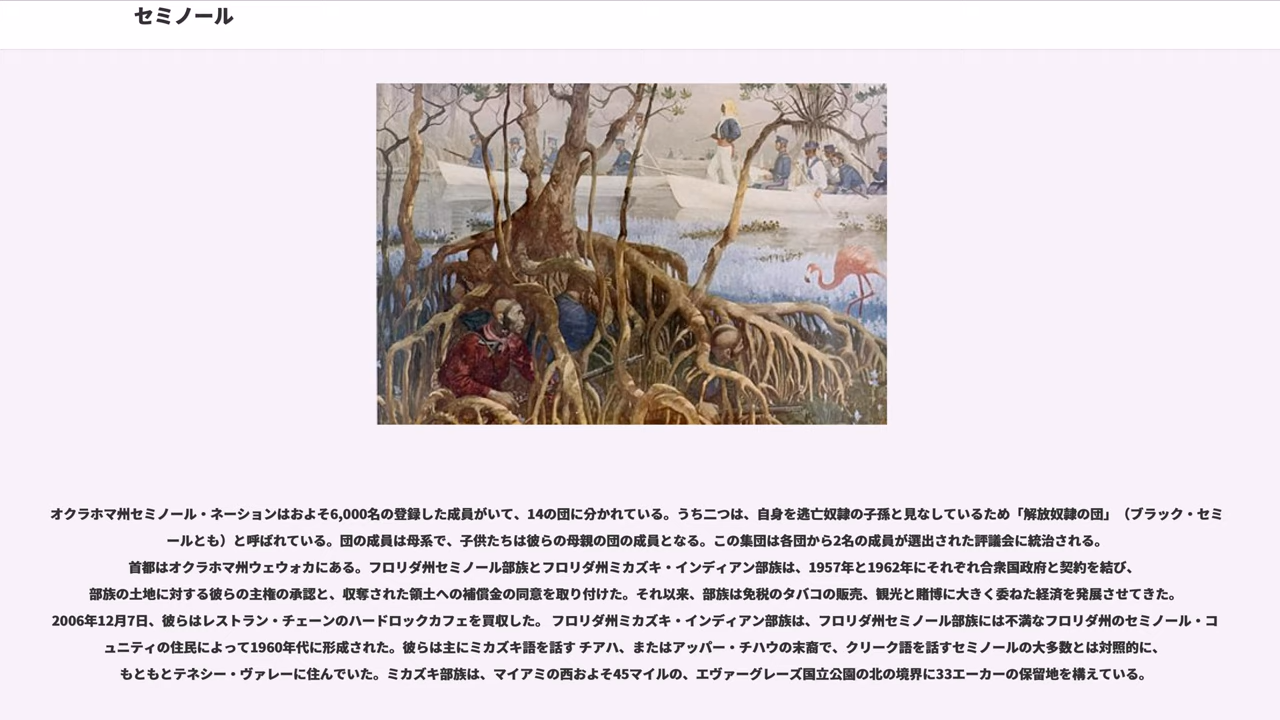 セミノール
オクラホマ州セミノール・ネーションはおよそ6,000名の登録した成員がいて、14の団に分かれている。うち二つは、自身を逃亡奴隷の子孫と見なしているため「解放奴隷の団」（ブラック・セミ
ールとも）と呼ばれている。団の成員は母系で、子供たちは彼らの母親の団の成員となる。この集団は各団から2名の成員が選出された評議会に統治される。
首都はオクラホマ州ウェウォカにある。フロリダ州セミノール部族とフロリダ州ミカズキ・インディアン部族は、1957年と1962年にそれぞれ合衆国政府と契約を結び、
部族の土地に対する彼らの主権の承認と、収奪された領土への補償金の同意を取り付けた。それ以来、部族は免税のタバコの販売、観光と賭博に大きく委ねた経済を発展させてきた。
2006年12月7日、彼らはレストラン・チェーンのハードロックカフェを買収した。 フロリダ州ミカズキ・インディアン部族は、フロリダ州セミノール部族には不満なフロリダ州のセミノール・コ
ュニティの住民によって1960年代に形成された。彼らは主にミカズキ語を話す チアハ、またはアッパー・チハウの末裔で、クリーク語を話すセミノールの大多数とは対照的に、
もともとテネシー・ヴァレーに住んでいた。ミカズキ部族は、マイアミの西およそ45マイルの、エヴァーグレーズ国立公園の北の境界に33エーカーの保留地を構えている。